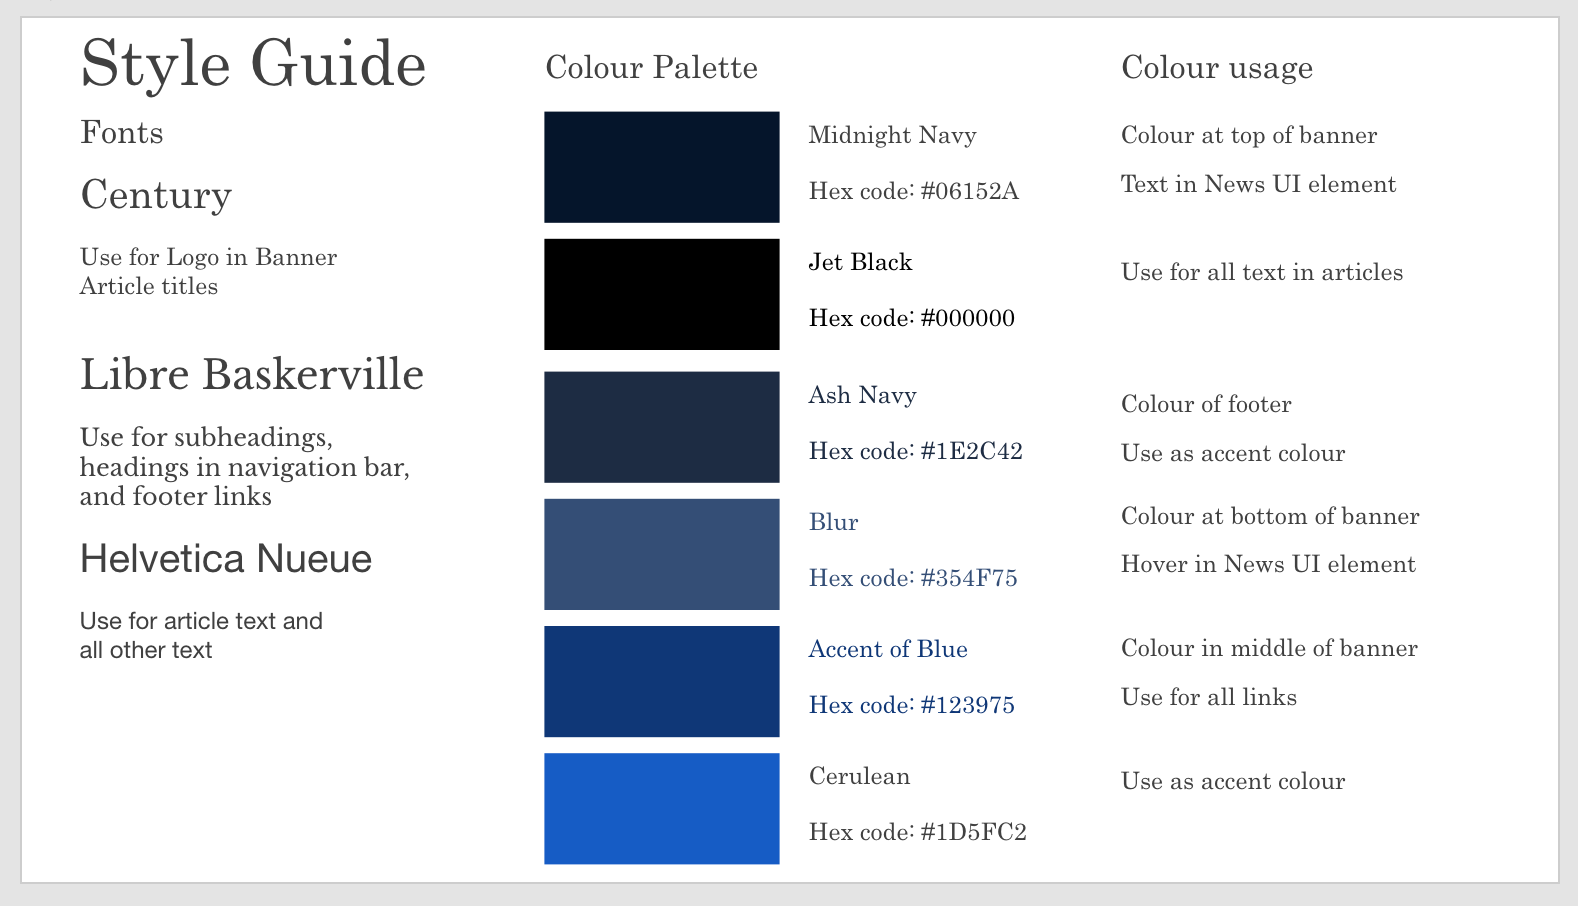 Style Guide
Fonts
Century
Use for Logo in Banner
Article titles
Libre Baskerville
Use for subheadings,
headings in navigation bar,
and footer links
Helvetica Nueue
Use for article text and
all other text
Colour Palette
Midnight Navy
Hex code: #06152A
Jet Black
Hex code: #000000
Ash Navy
Hex code: #1E2C42
Blur
Hex code: #354F75
Accent of Blue
Hex code: #123975
Cerulean
Hex code: #1D5FC2
Colour usage
Colour at top of banner
Text in News UI element
Use for all text in articles
Colour of footer
Use as accent colour
Colour at bottom of banner
Hover in News UI element
Colour in middle of banner
Use for all links
Use as accent colour